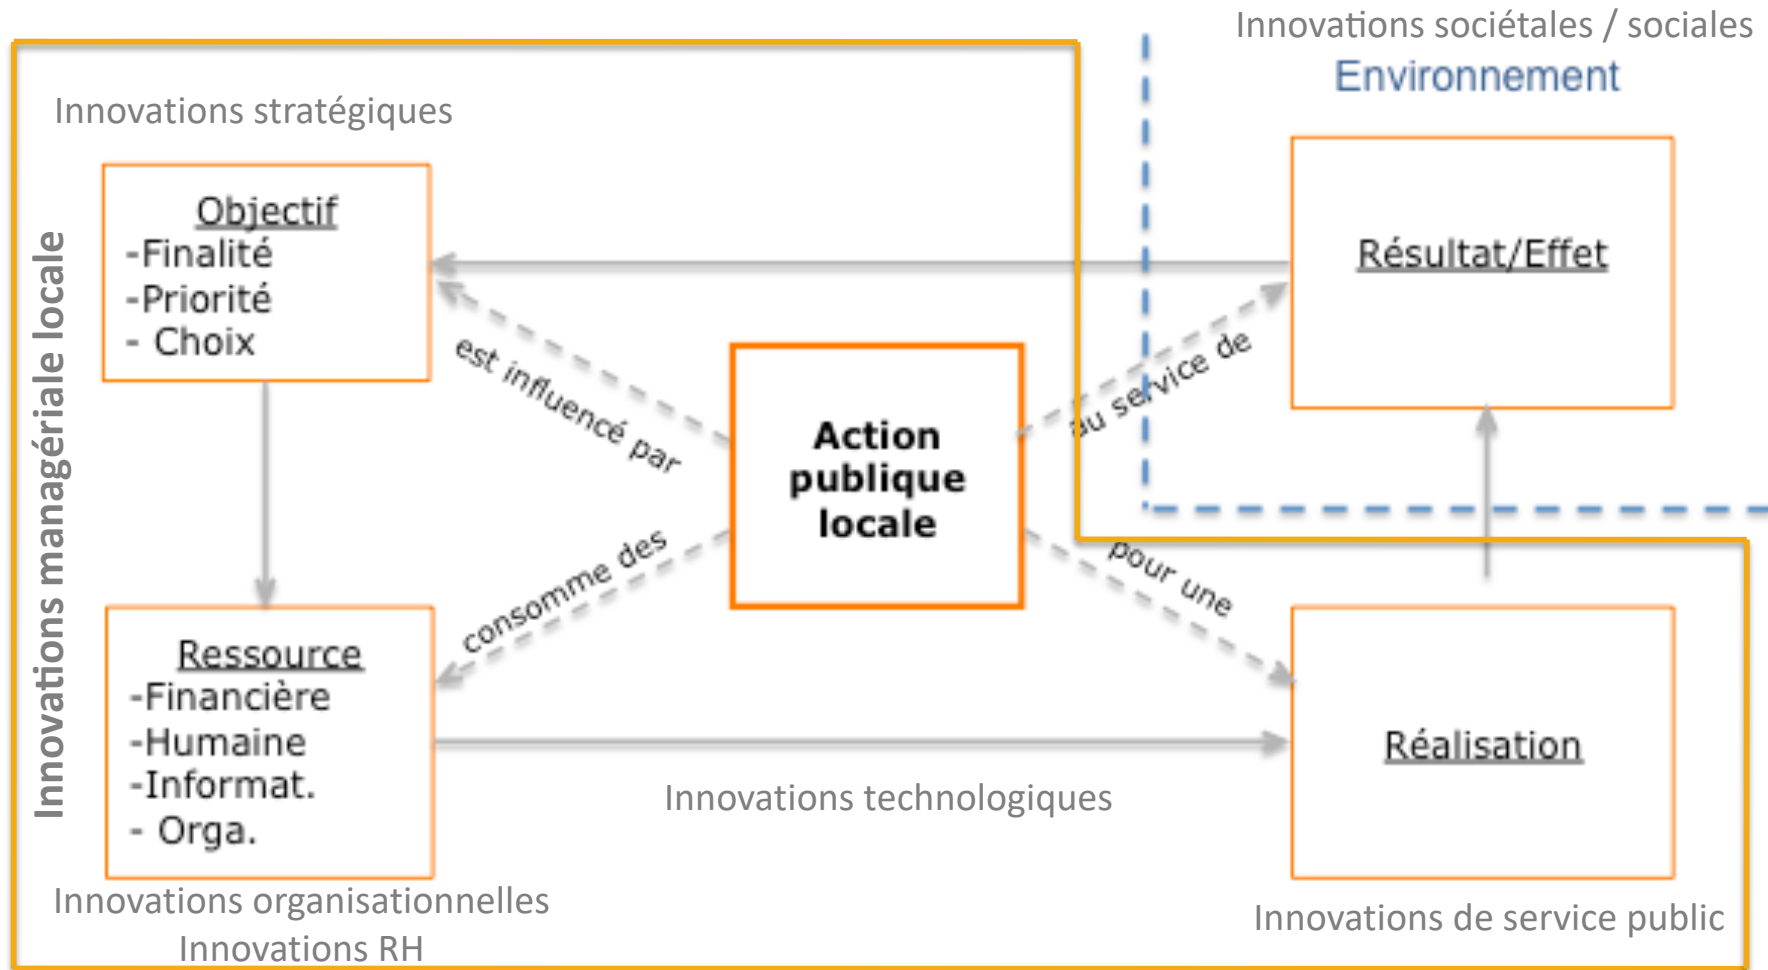 Innovations sociétales / sociales
Environnement
Innovations stratégiques
Innovations managériale locale
Objectif
-Finalité
-Priorité
- Choix
Résultat/Effet
est influencé par
au service de
Action
publique
locale
consomme des
pour une
Ressource
-Financière
-Humaine
-Informat.
- Orga.
Réalisation
Innovations technologiques
Innovations organisationnelles
Innovations RH
Innovations de service public